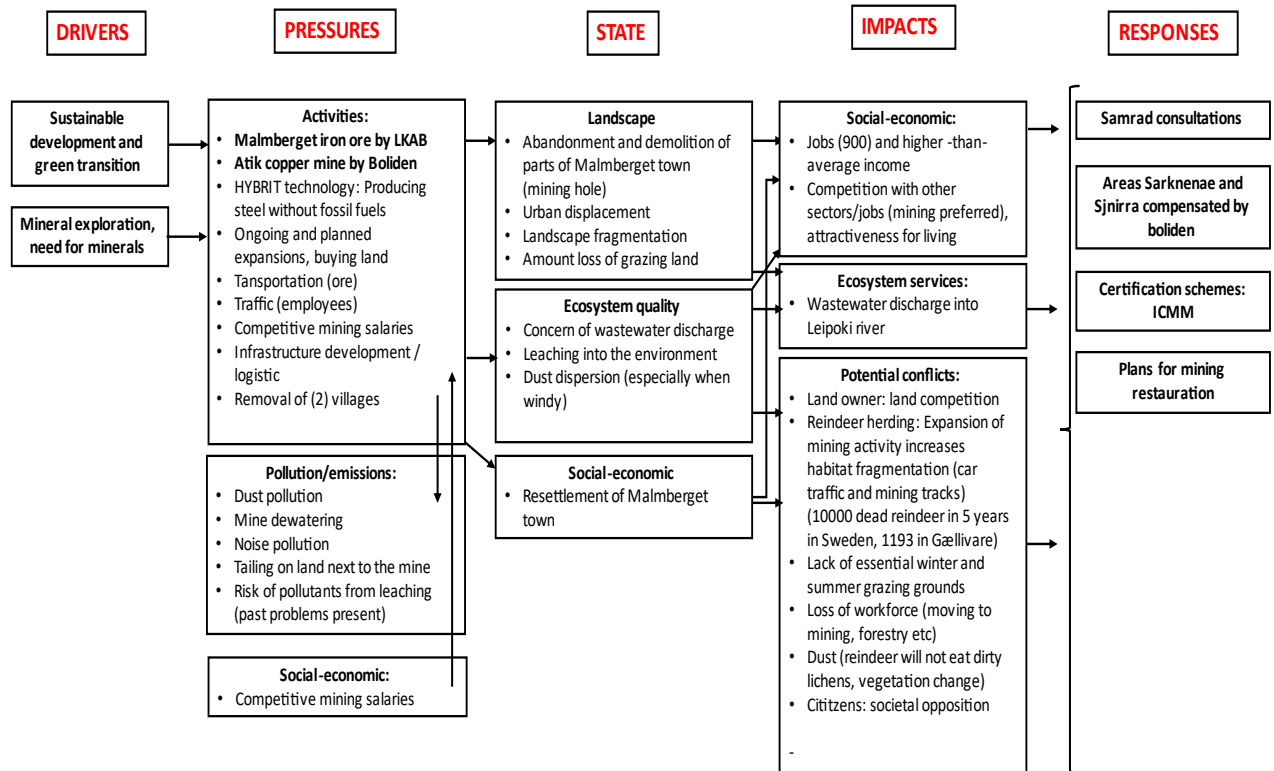 DRIVERS
PRESSURES
STATE
IMPACTS
RESPONSES
Sustainable
development and
green transition
Mineral exploration,
need for minerals
Activities:
• Malmberget iron ore by LKAB
• Atik copper mine by Boliden
• HYBRIT technology: Producing
steel without fossil fuels
• Ongoing and planned
expansions, buying land
• Tansportation (ore)
• Traffic (employees)
• Competitive mining salaries
• Infrastructure development /
logistic
• Removal of (2) villages
Pollution/emissions:
• Dust pollution
• Mine dewatering
• Noise pollution
• Tailing on land next to the mine
• Risk of pollutants from leaching
(past problems present)
Social-economic:
• Competitive mining salaries
Landscape
• Abandonment and demolition of
parts of Malmberget town
(mining hole)
• Urban displacement
• Landscape fragmentation
• Amount loss of grazing land
Ecosystem quality
• Concern of wastewater discharge
• Leaching into the environment
• Dust dispersion (especially when
windy)
Social-economic
• Resettlement of Malmberget
town
Social-economic:
• Jobs (900) and higher -than-
average income
• Competition with other
sectors/jobs (mining preferred),
attractiveness for living
Ecosystem services:
• Wastewater discharge into
Leipoki river
Potential conflicts:
• Land owner: land competition
• Reindeer herding: Expansion of
mining activity increases
habitat fragmentation (car
traffic and mining tracks)
(10000 dead reindeer in 5 years
in Sweden, 1193 in Gællivare)
• Lack of essential winter and
summer grazing grounds
• Loss of workforce (moving to
mining, forestry etc)
• Dust (reindeer will not eat dirty
lichens, vegetation change)
• Cititzens: societal opposition
-
Samrad consultations
Areas Sarknenae and
Sjnirra compensated by
boliden
Certification schemes:
ICMM
Plans for mining
restauration